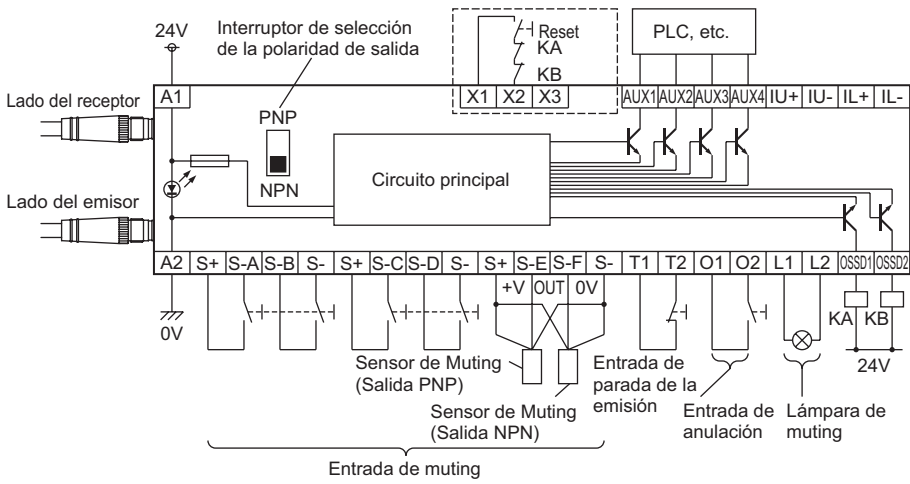 24V
Interruptor de selección
de la polaridad de salida
Reset
KA
KB
PLC, etc.
A1
X1 X2 X3
AUX1 AUX2 AUX3 AUX4 IU+ IU- IL+ IL-
Lado del receptor
PNP
NPN
Circuito principal
Lado del emisor
A2 S+ S-A S-B S- S+ S-C S-D S- S+ S-E S-F S- T1 T2 O1 O2 L1 L2 OSSD1 OSSD2
0V
+V OUT 0V
KA KB
24V
Sensor de Muting
(Salida PNP)
Sensor de Muting
(Salida NPN)
Entrada de
parada de la
emisión
Entrada de
anulación
Lámpara de
muting
Entrada de muting